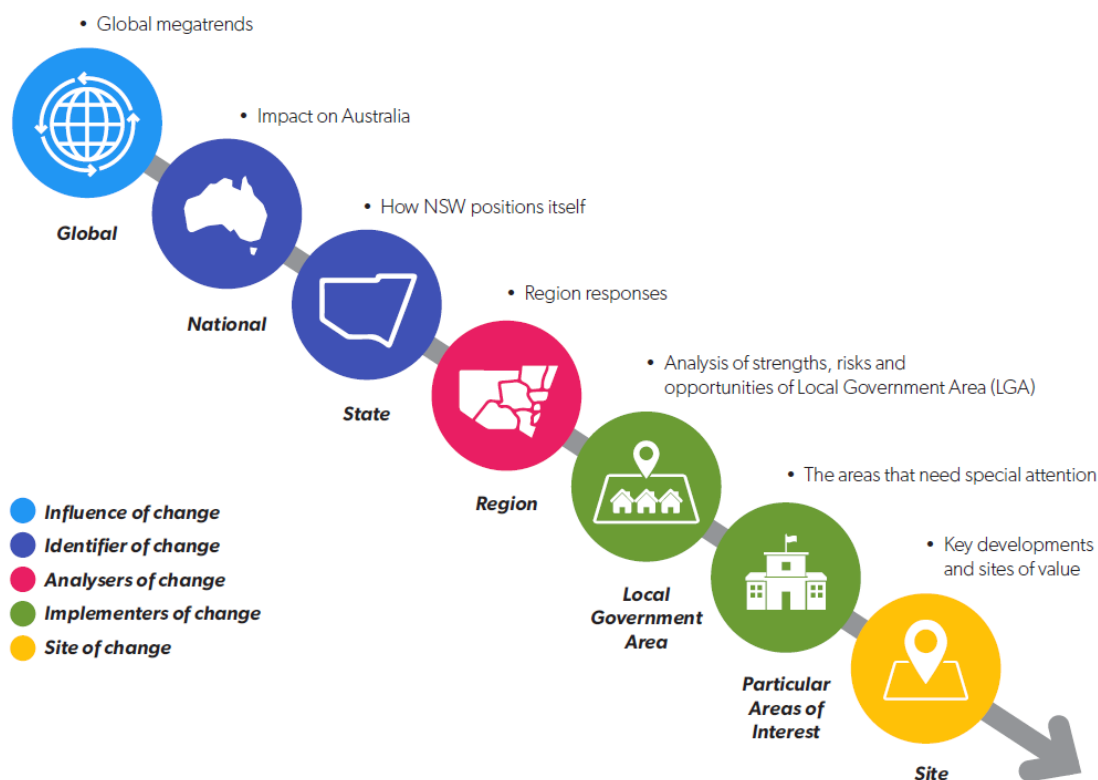 • Global megatrends
• Impact on Australia
Global
• How NSW positions itself
National
• Region responses
• Analysis of strengths, risks and
opportunities of Local Government Area (LGA)
State
• The areas that need special attention
Region
Influence of change
Identifier of change
Analysers of change
Implementers of change
Site of change
• Key developments
and sites of value
Local
Government
Area
Particular
Areas of
Interest
Site